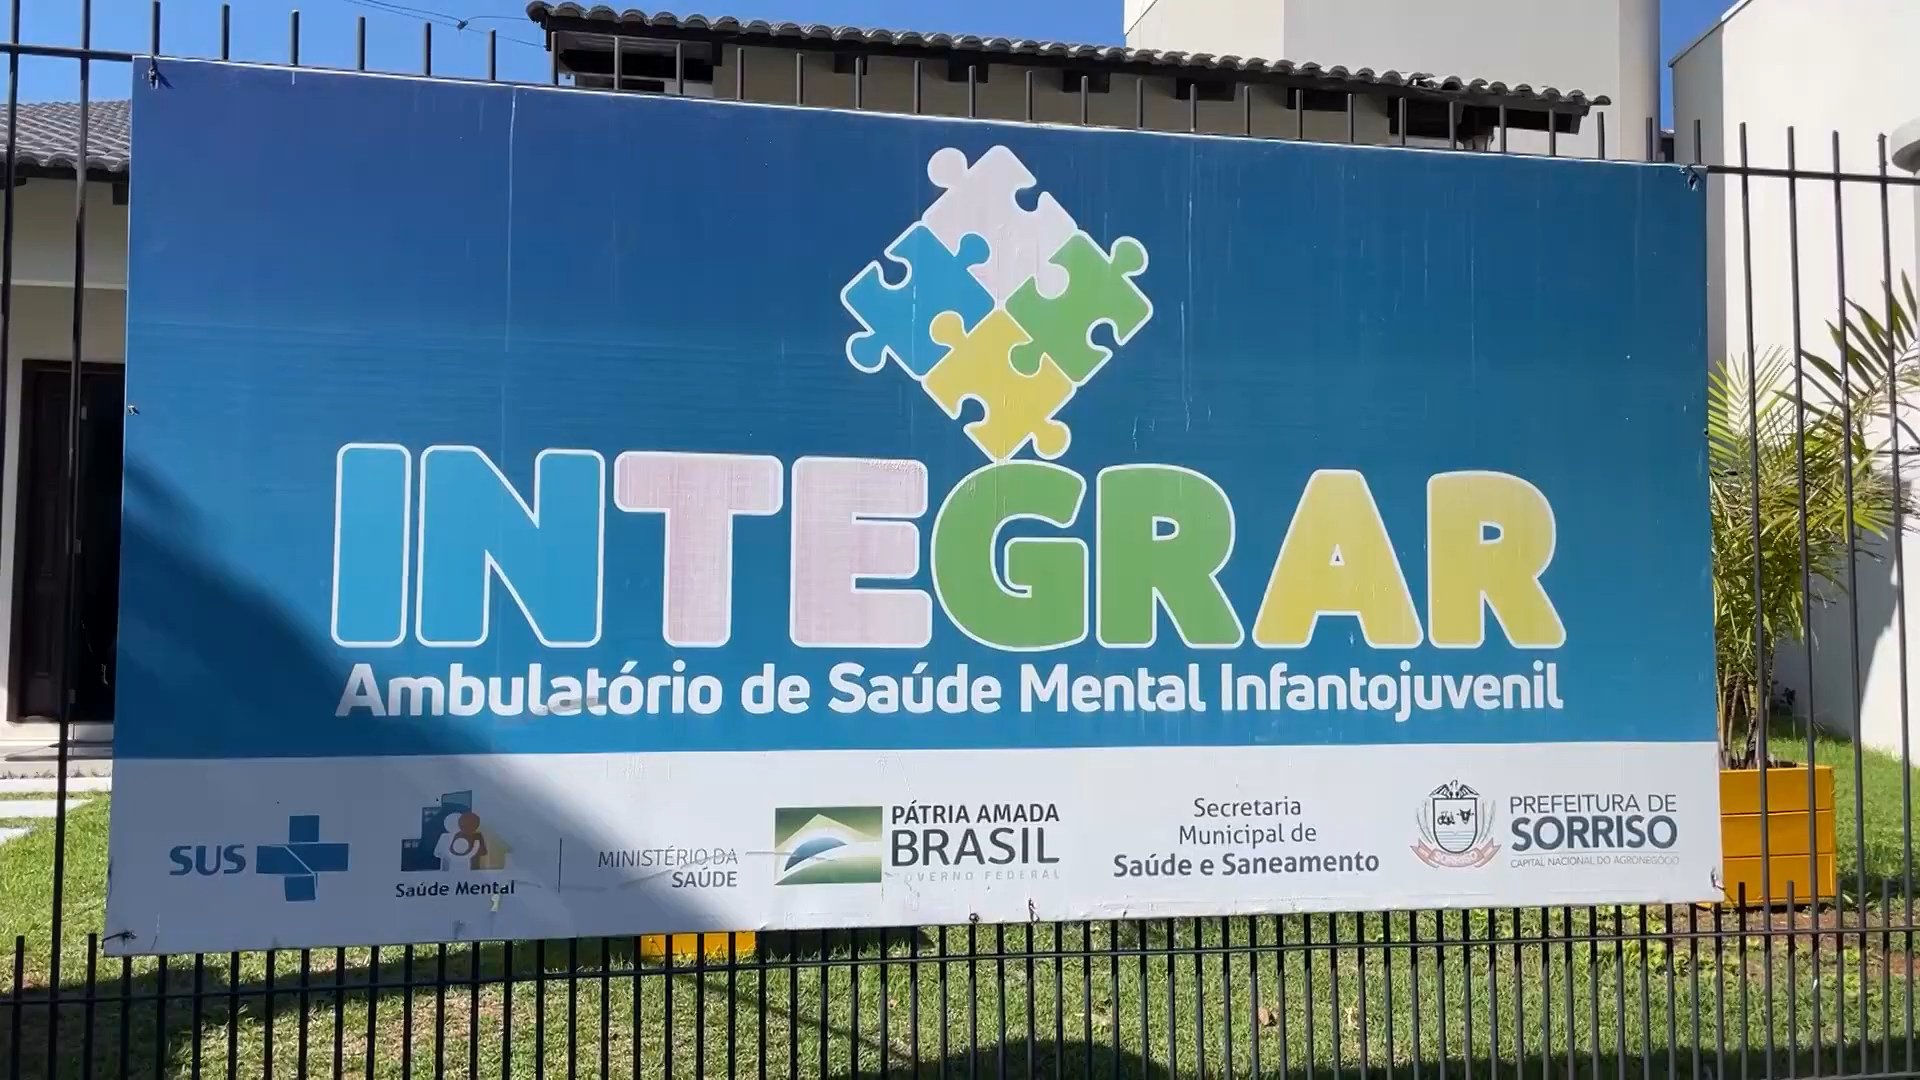 INTEGRAR
Ambulatório de Saúde Mental Infantojuvenil
SUS
Saúde Mental
MINISTÉRIO DA
SAÚDE
PÁTRIA AMADA
BRASIL
GOVERNO FEDERAL
Secretaria
Municipal de
Saúde e Saneamento
SORRISO
PREFEITURA DE
SORRISO
CAPITAL NACIONAL DO AGRONEGÓCIO